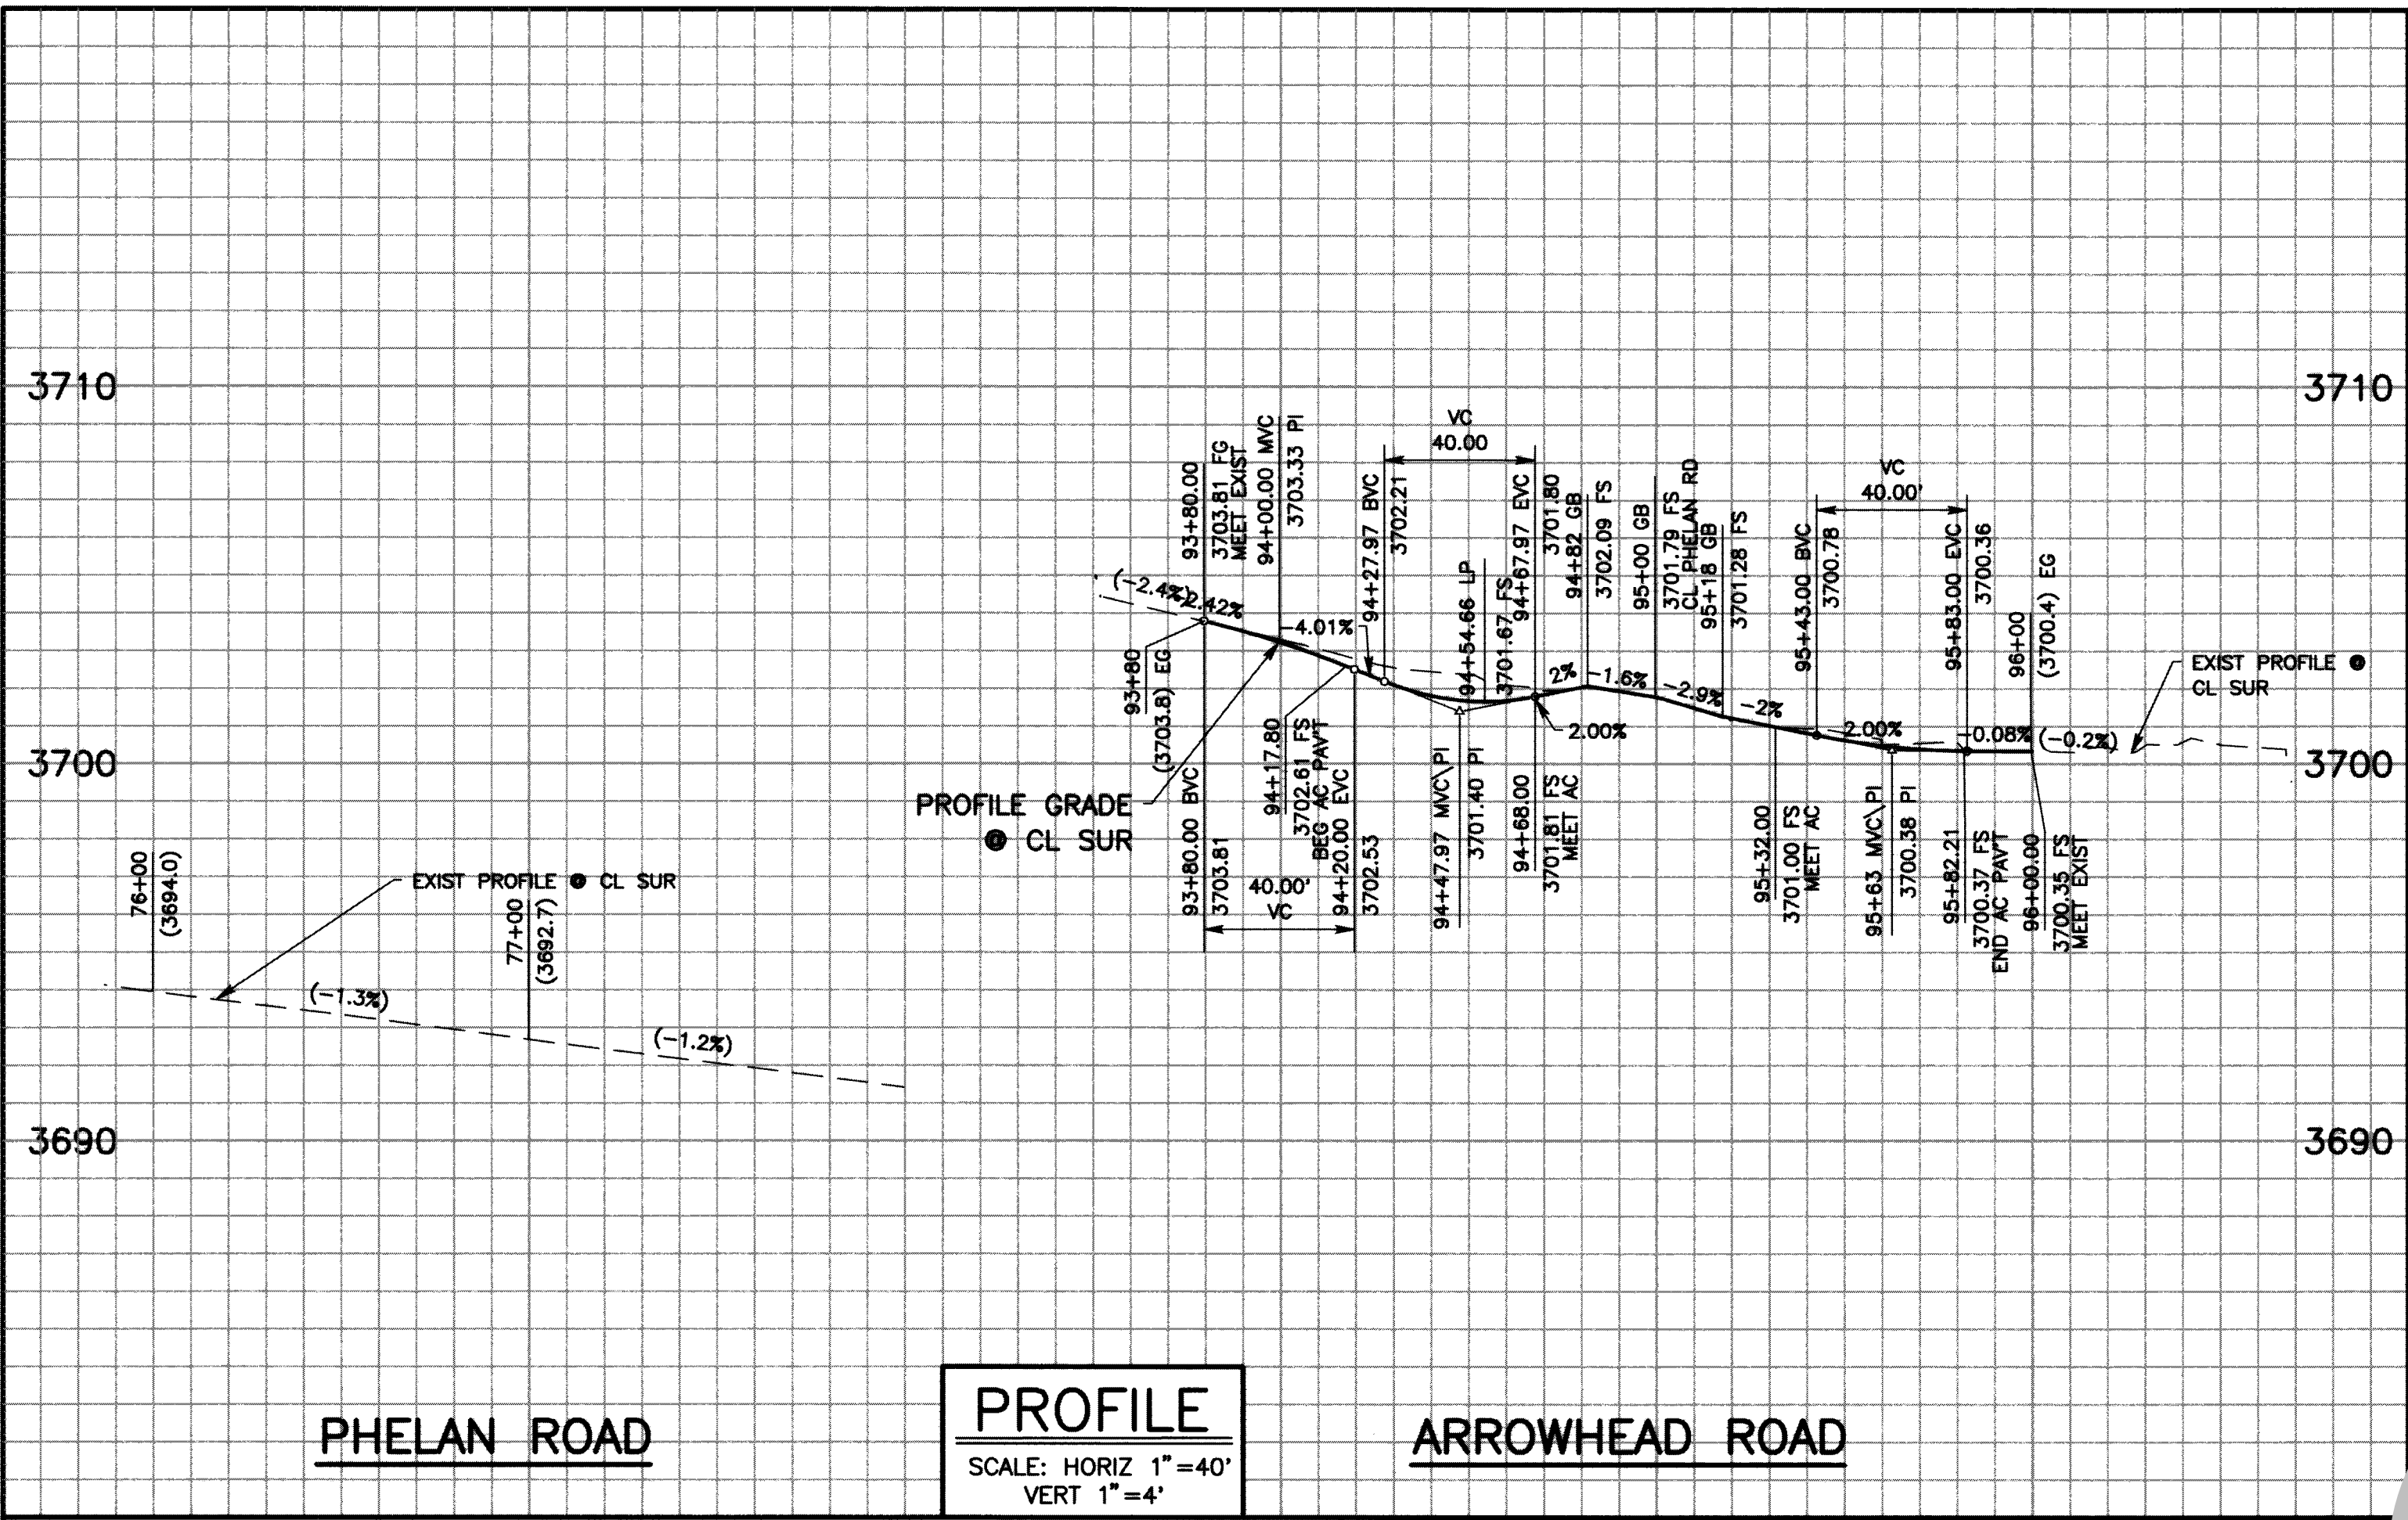 3710
3710
3700
3700
3690
3690
76+00
(3694.0)
EXIST PROFILE @ CL SUR
77+00
(3692.7)
(-1.3%)
(-1.2%)
PROFILE GRADE
@ CL SUR
(-2.4%)
-2.42%
93+80.00
3703.81 FG
MEET EXIST
94+00.00 MVC
3703.33 PI
93+80
(3703.8) EG
93+80.00 BVC
3703.81
40.00'
VC
94+17.80
3702.61 FS
BEG AC PAV'T
94+20.00 EVC
3702.53
-4.01%
94+27.97 BVC
3702.21
VC
40.00
94+47.97 MVC\PI
3701.40 PI
94+54.66 LP
3701.67 FS
94+67.97 EVC
3701.80
94+68.00
3701.81 FS
MEET AC
2.00%
2%
94+82 GB
3702.09 FS
-1.6%
95+00 GB
3701.79 FS
CL PHELAN RD
-2.9%
95+18 GB
3701.28 FS
-2%
95+32.00
3701.00 FS
MEET AC
95+43.00 BVC
3700.78
VC
40.00'
2.00%
95+63 MVC\PI
3700.38 PI
95+82.21
3700.37 FS
END AC PAV'T
95+83.00 EVC
3700.36
-0.08%
96+00
(3700.4) EG
96+00.00
3700.35 FS
MEET EXIST
(-0.2%)
EXIST PROFILE @
CL SUR
PHELAN ROAD
PROFILE
SCALE: HORIZ 1"=40'
VERT 1"=4'
ARROWHEAD ROAD